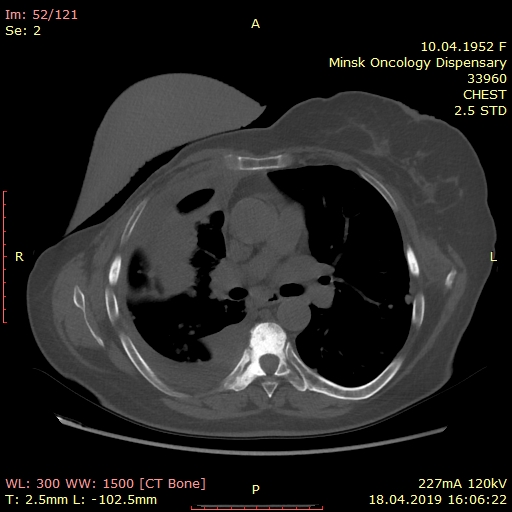 Im: 52/121
Se: 2
A
10.04.1952 F
Minsk Oncology Dispensary
33960
CHEST
2.5 STD
R
L
WL: 300 WW: 1500 [CT Bone]
T: 2.5mm L: -102.5mm
P
227mA 120kV
18.04.2019 16:06:22